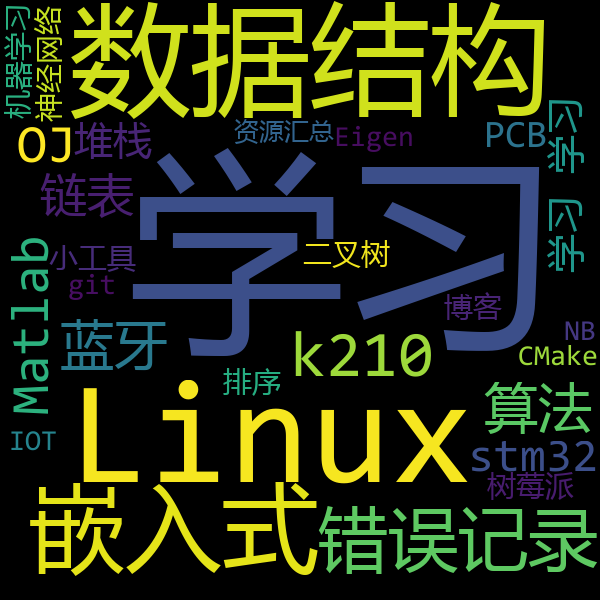 机器学习
神经网络
数据结构
OJ
堆栈
资源汇总
Eigen
PCB
学习
链表
学习
学习
小工具
二叉树
git
Matlab
蓝牙
博客
k210
NB
CMake
排序
Linux
算法
IOT
stm32
树莓派
嵌入式
错误记录